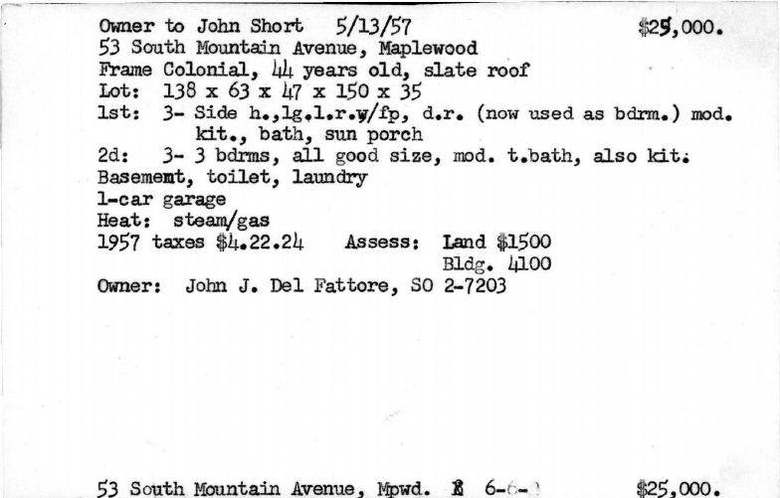 Owner to John Short 5/13/57 $25,000.
53 South Mountain Avenue, Maplewood
Frame Colonial, 44 years old, slate roof
Lot: 138 x 63 x 47 x 150 x 35
1st: 3- Side h.,lg.l.r.w/fp, d.r. (now used as bdrm.) mod.
kit., bath, sun porch
2d: 3- 3 bdrms, all good size, mod. t.bath, also kit.
Basement, toilet, laundry
1-car garage
Heat: steam/gas
1957 taxes $4.22.24 Assess: Land $1500
Bldg. 4100
Owner: John J. Del Fattore, SO 2-7203
53 South Mountain Avenue, Mpwd. 6-6- $25,000.